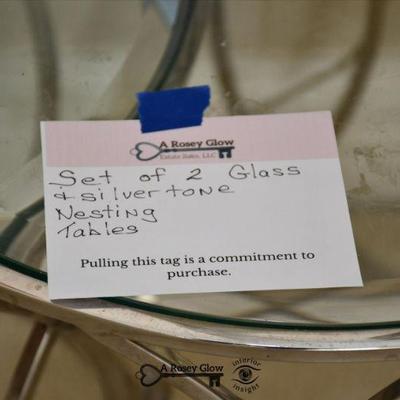 A Rosey Glow
Estate Sales, LLC
Set of 2 Glass
& silvertone
Nesting
Tables
Pulling this tag is a commitment to
purchase.
A Rosey Glow
interior
insight